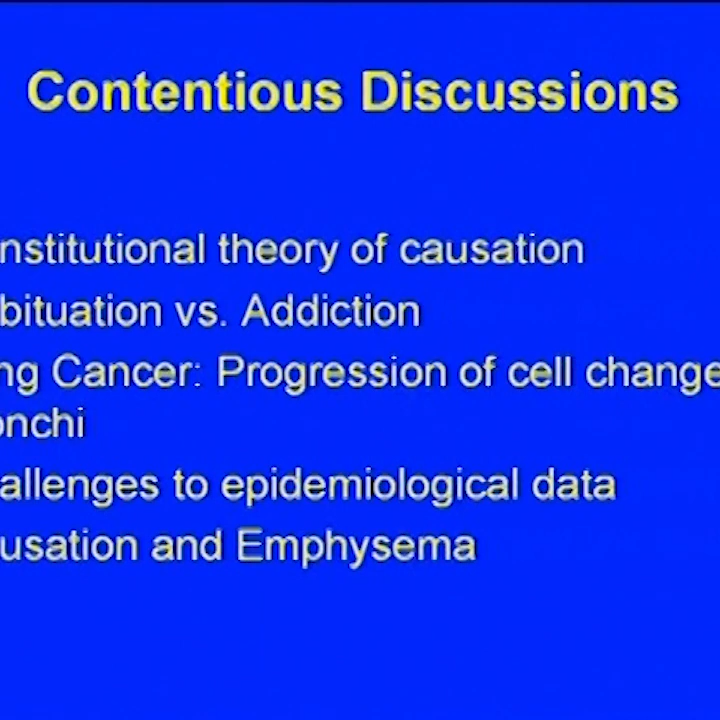 Contentious Discussions
nstitutional theory of causation
bituation vs. Addiction
ng Cancer: Progression of cell change
onchi
allenges to epidemiological data
usation and Emphysema